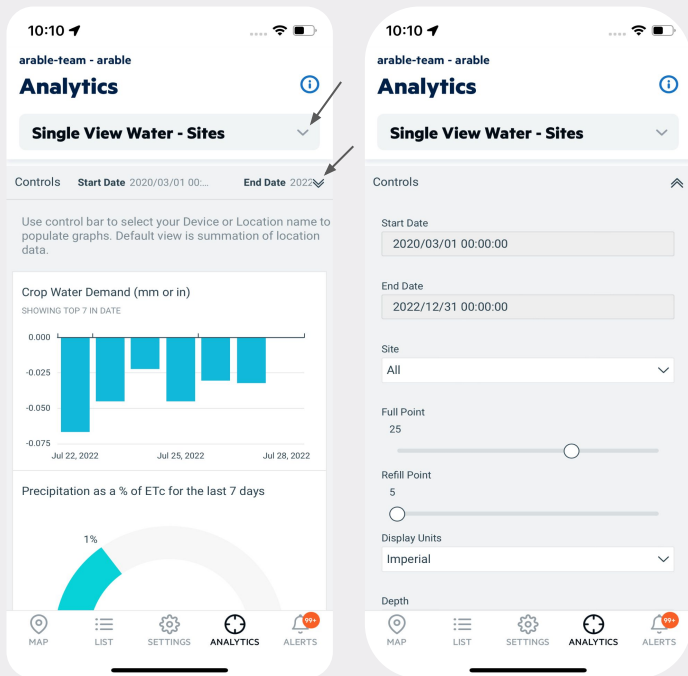 10:10
arable-team - arable
Analytics
Single View Water - Sites
Controls Start Date 2020/03/01 00:... End Date 2022
Use control bar to select your Device or Location name to
populate graphs. Default view is summation of location
data.
Crop Water Demand (mm or in)
SHOWING TOP 7 IN DATE
0.000
-0.025
-0.050
-0.075
Jul 22, 2022 Jul 25, 2022 Jul 28, 2022
Precipitation as a % of ETc for the last 7 days
1%
99+
MAP LIST SETTINGS ANALYTICS ALERTS
10:10
arable-team - arable
Analytics
Single View Water - Sites
Controls
Start Date
2020/03/01 00:00:00
End Date
2022/12/31 00:00:00
Site
All
Full Point
25
Refill Point
5
Display Units
Imperial
Depth
99+
MAP LIST SETTINGS ANALYTICS ALERTS